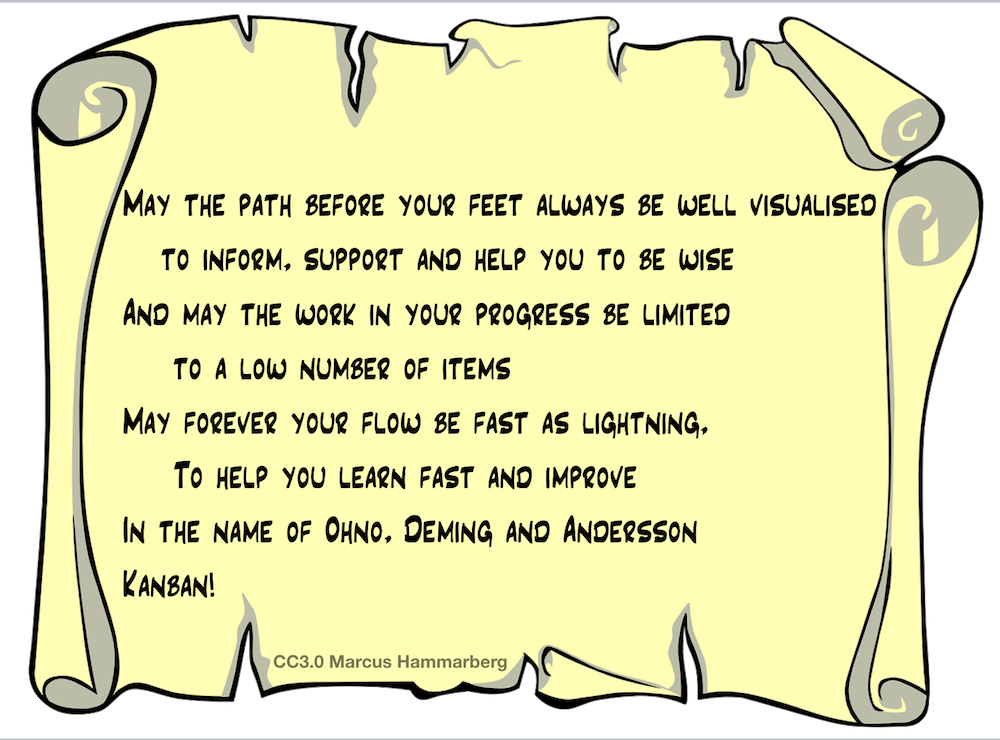 May the path before your feet always be well visualised
to inform, support and help you to be wise
And may the work in your progress be limited
to a low number of items
May forever your flow be fast as lightning,
To help you learn fast and improve
In the name of Ohno, Deming and Andersson
Kanban!
CC3.0 Marcus Hammarberg